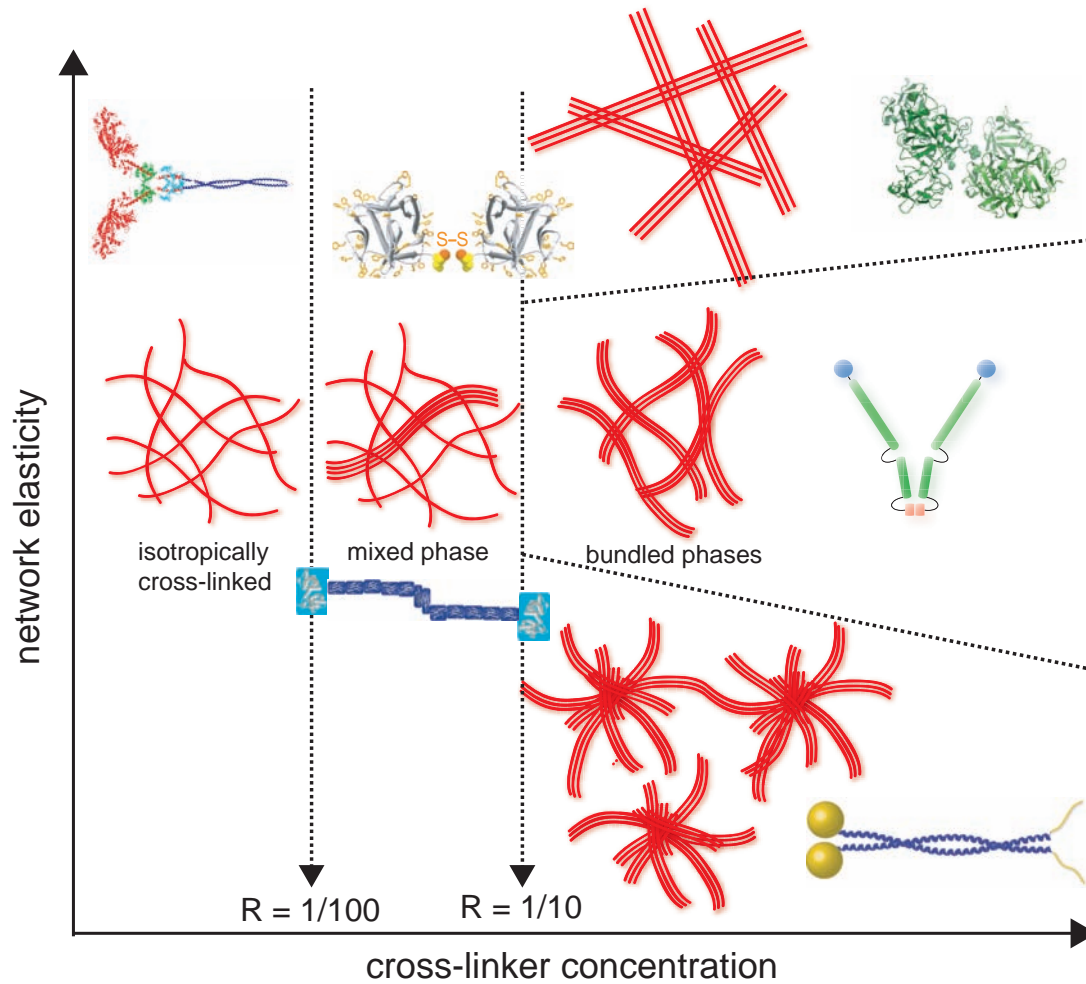 network elasticity
S–S
isotropically
cross-linked
mixed phase
bundled phases
R = 1/100
R = 1/10
cross-linker concentration